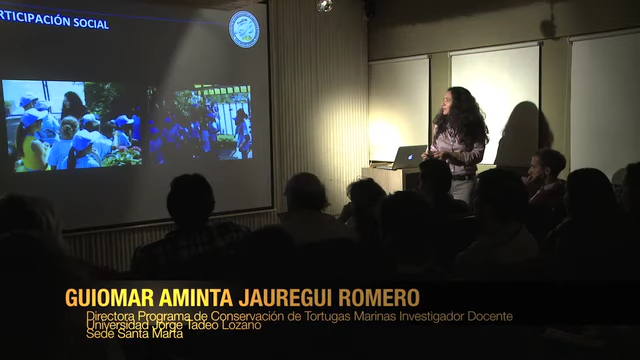 RTICIPACIÓN SOCIAL
GUIOMAR AMINTA JAUREGUI ROMERO
Directora Programa de Conservación de Tortugas Marinas Investigador Docente
Universidad Jorge Tadeo Lozano
Sede Santa Marta